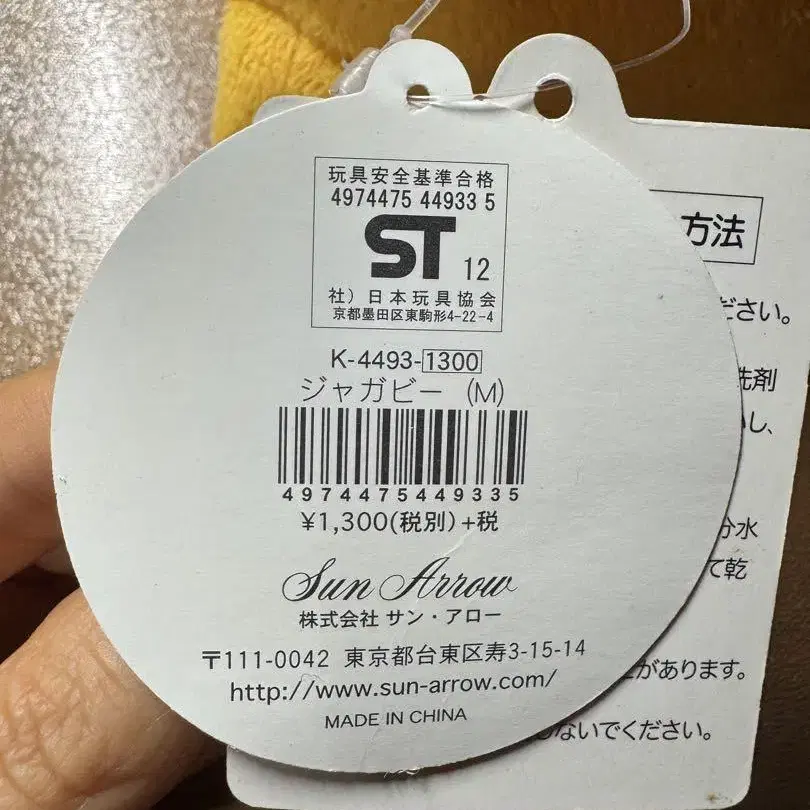 玩具安全基準合格
4974475 44933 5
ST 12
社）日本玩具協会
京都墨田区東駒形4-22-4
K-4493-1300
ジャガビー (M)
4974475449335
¥1,300(税別)+税
Sun Arrow
株式会社 サン・アロー
〒111-0042 東京都台東区寿3-15-14
http://www.sun-arrow.com/
MADE IN CHINA
方法
ださい。
洗剤
し、
分水
て乾
があります。
ないでください。